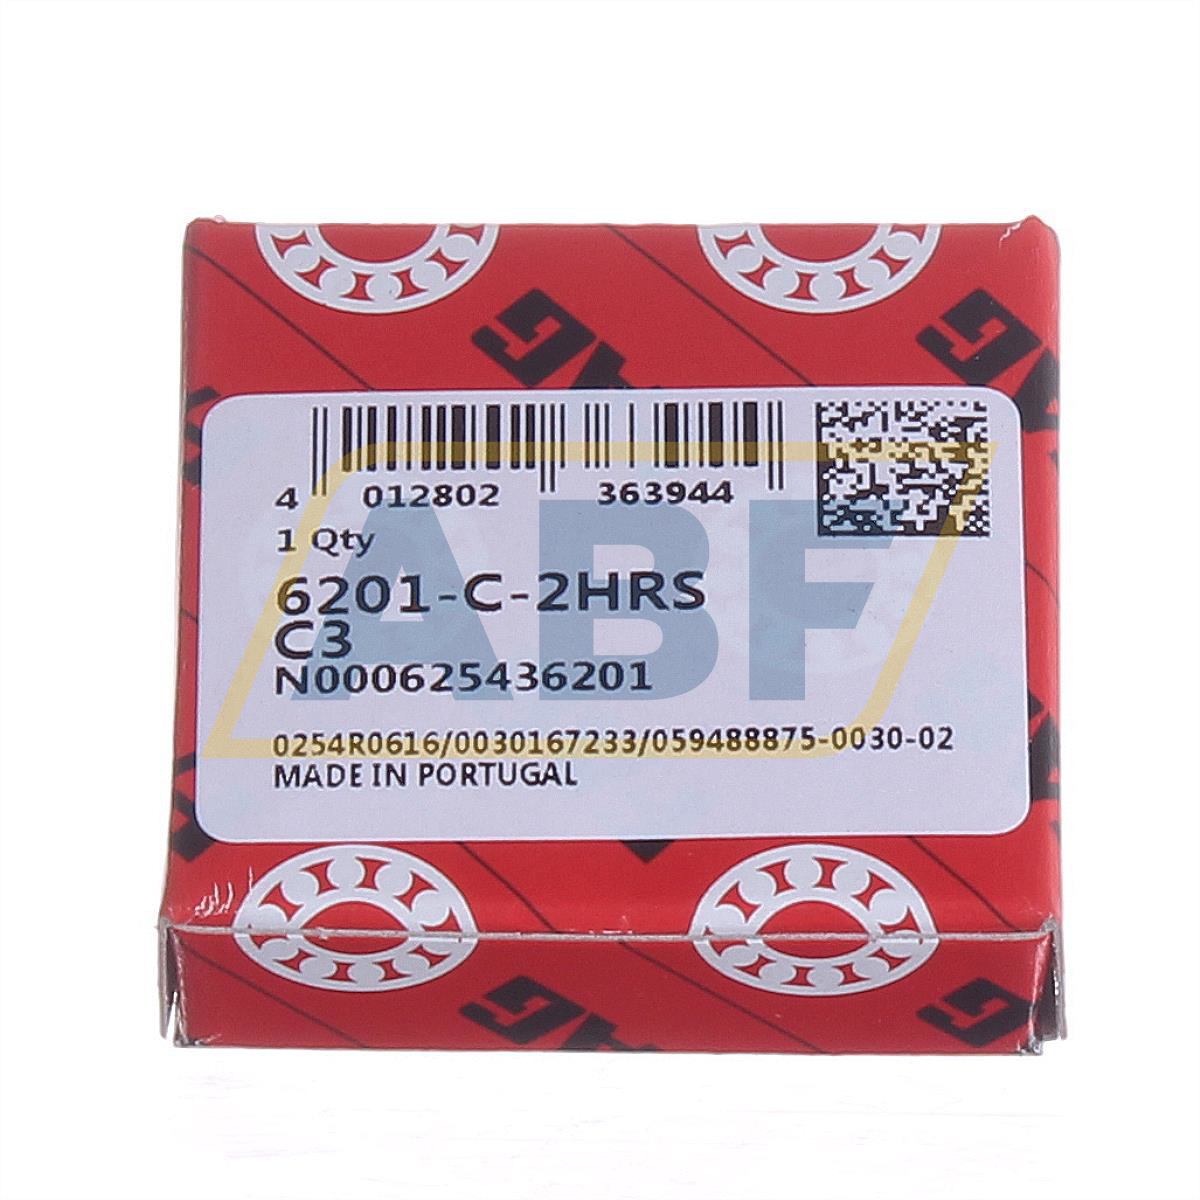 4 012802 363944
1 Qty
6201-C-2HRS
C3
N000625436201
0254R0616/0030167233/059488875-0030-02
MADE IN PORTUGAL
ABF